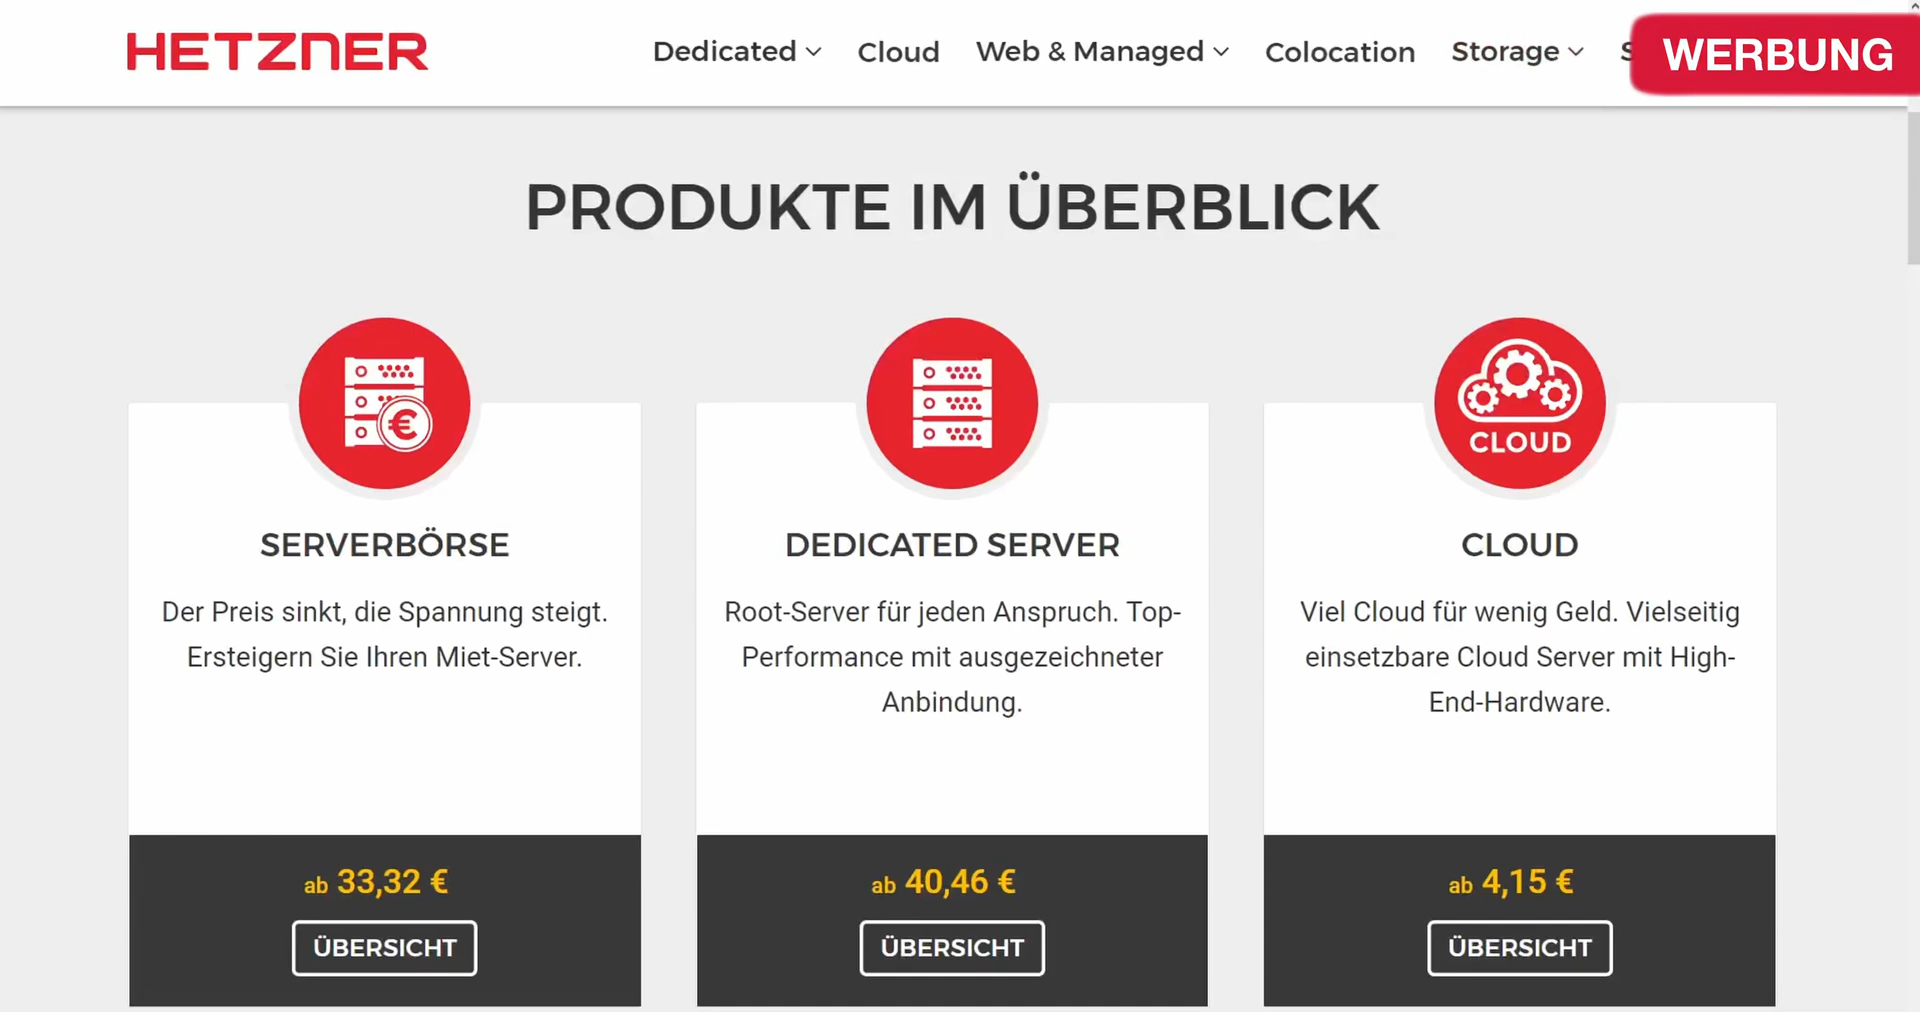 HETZNER
Dedicated
Cloud
Web & Managed
Colocation
Storage
WERBUNG
PRODUKTE IM ÜBERBLICK
€
CLOUD
SERVERBÖRSE
Der Preis sinkt, die Spannung steigt.
Ersteigern Sie Ihren Miet-Server.
ab 33,32 €
ÜBERSICHT
DEDICATED SERVER
Root-Server für jeden Anspruch. Top-
Performance mit ausgezeichneter
Anbindung.
ab 40,46 €
ÜBERSICHT
CLOUD
Viel Cloud für wenig Geld. Vielseitig
einsetzbare Cloud Server mit High-
End-Hardware.
ab 4,15 €
ÜBERSICHT